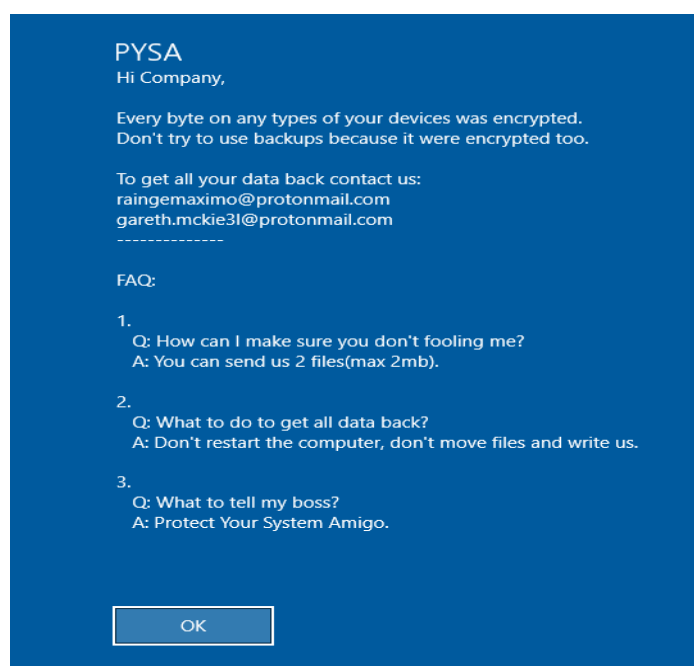 PYSA
Hi Company,
Every byte on any types of your devices was encrypted.
Don't try to use backups because it were encrypted too.
To get all your data back contact us:
raingemaximo@protonmail.com
gareth.mckie3l@protonmail.com
--------------
FAQ:
1.
Q: How can I make sure you don't fooling me?
A: You can send us 2 files(max 2mb).
2.
Q: What to do to get all data back?
A: Don't restart the computer, don't move files and write us.
3.
Q: What to tell my boss?
A: Protect Your System Amigo.
OK